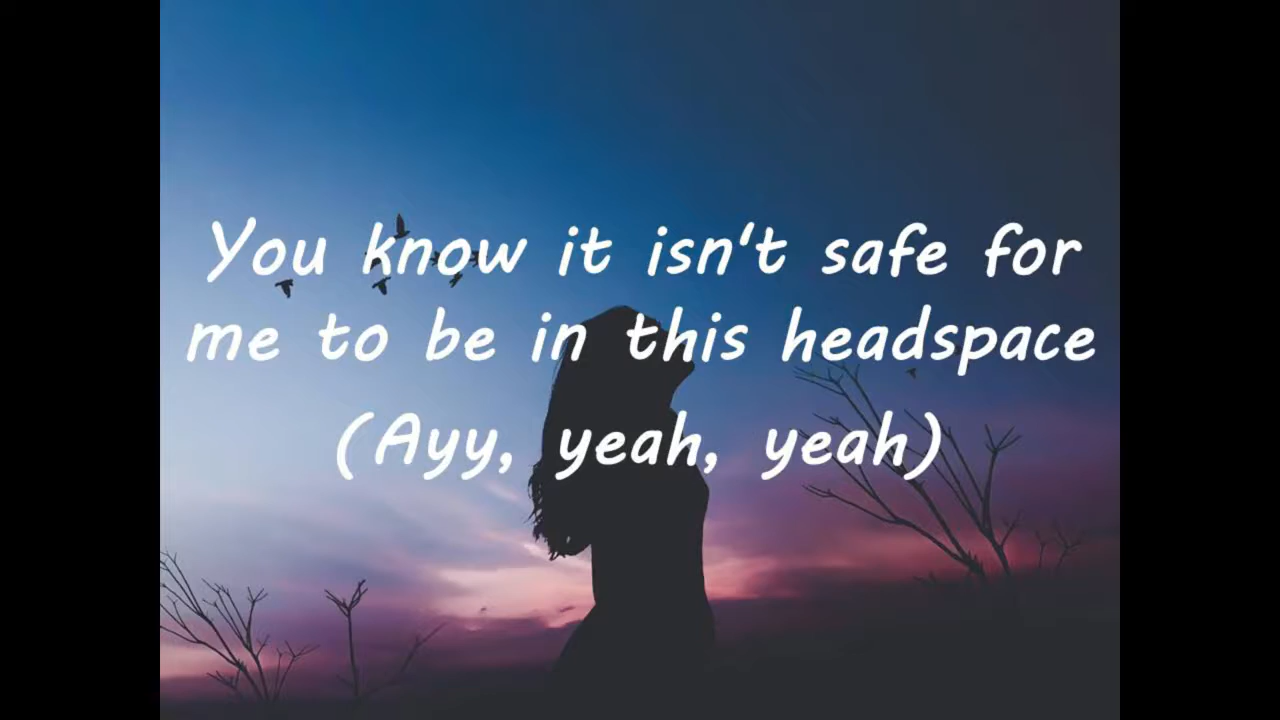 You know it isn't safe for
me to be in this headspace
(Ayy, yeah, yeah)